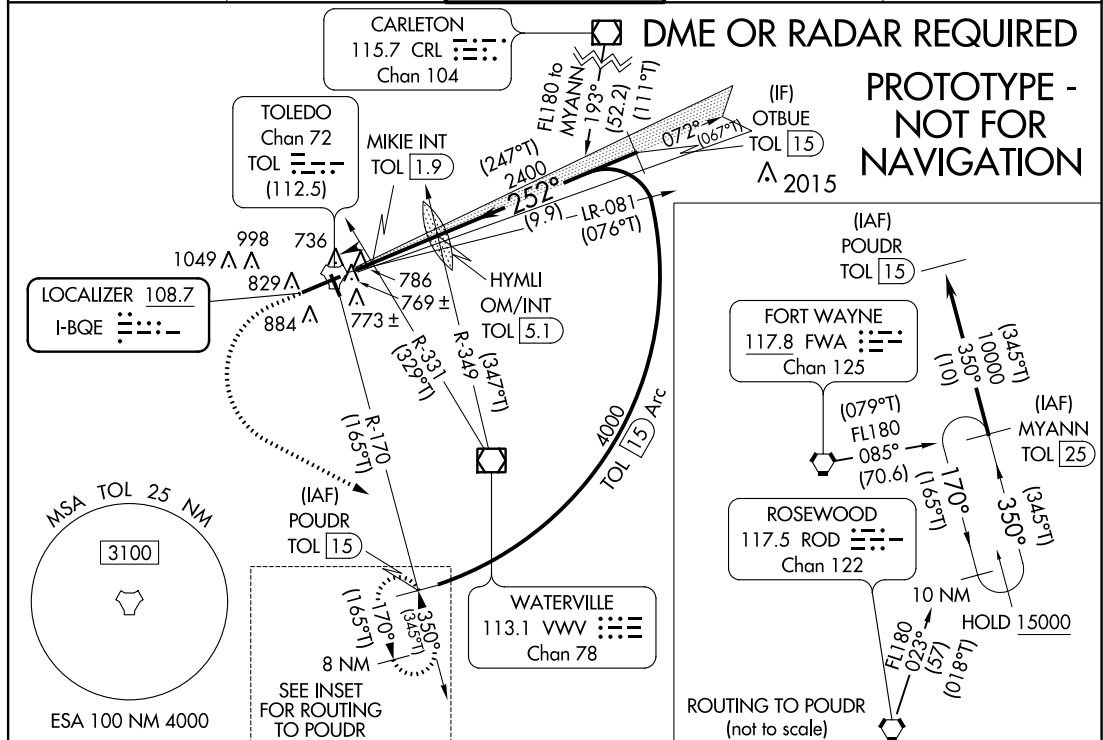 CARLETON
115.7 CRL
Chan 104
DME OR RADAR REQUIRED
PROTOTYPE -
NOT FOR
NAVIGATION
TOLEDO
Chan 72
TOL
(112.5)
MIKIE INT
TOL 1.9
FL180 to
MYANN
193°
(52.2)
(111°T)
072°
(067°T)
(IF)
OTBUE
TOL 15
2015
(247°T)
2400
252°
(9.9)
LR-081
(076°T)
998
1049
736
829
884
786
769 ±
773 ±
HYMLI
OM/INT
TOL 5.1
LOCALIZER 108.7
I-BQE
R-331
(329°T)
R-349
(347°T)
R-170
(165°T)
4000
TOL 15 Arc
(IAF)
POUDR
TOL 15
170°
(165°T)
350°
(345°T)
8 NM
SEE INSET
FOR ROUTING
TO POUDR
WATERVILLE
113.1 VWV
Chan 78
MSA TOL 25 NM
3100
ESA 100 NM 4000
(IAF)
POUDR
TOL 15
FORT WAYNE
117.8 FWA
Chan 125
(345°T)
10000
350°
(10)
(079°T)
FL180
085°
(70.6)
(IAF)
MYANN
TOL 25
170°
(165°T)
350°
(345°T)
ROSEWOOD
117.5 ROD
Chan 122
10 NM
HOLD 15000
FL180
023°
(57)
(018°T)
ROUTING TO POUDR
(not to scale)